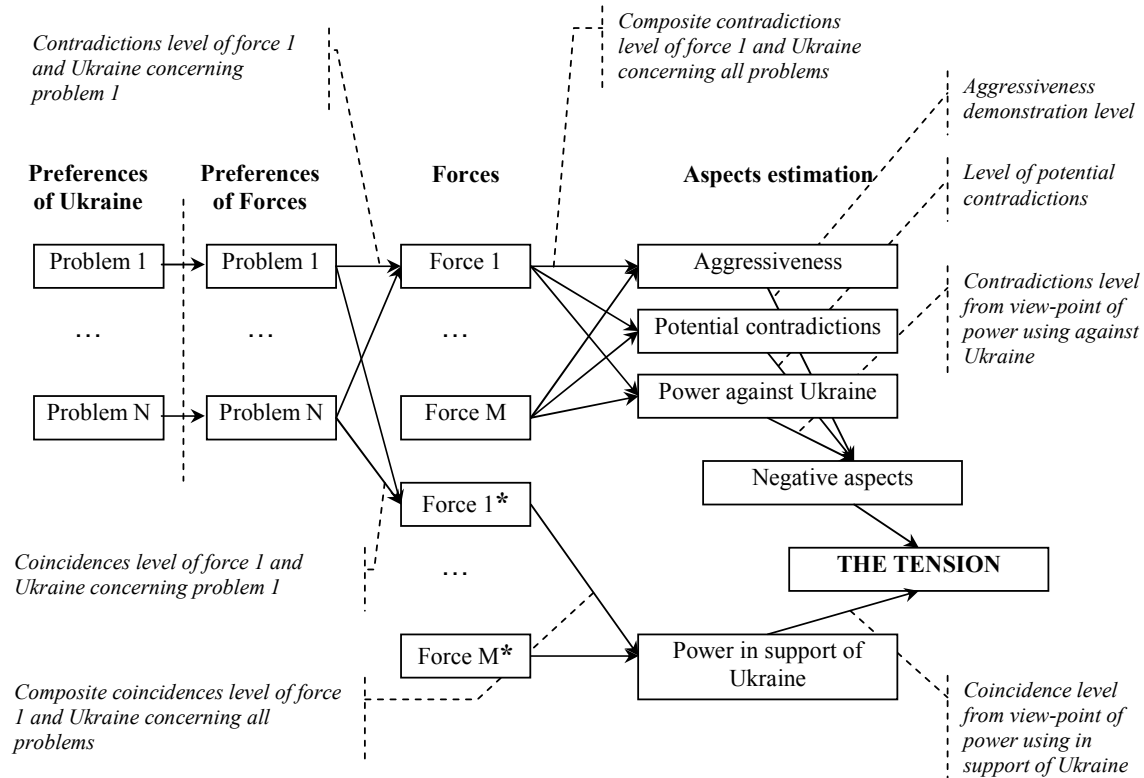 Contradictions level of force 1
and Ukraine concerning
problem 1
Composite contradictions
level of force 1 and Ukraine
concerning all problems
Aggressiveness
demonstration level
Preferences
of Ukraine
Preferences
of Forces
Forces
Aspects estimation
Level of potential
contradictions
Problem 1
Problem 1
Force 1
Aggressiveness
…
…
…
Potential contradictions
Contradictions level
from view-point of
power using against
Ukraine
Problem N
Problem N
Force M
Power against Ukraine
Negative aspects
Force 1*
Coincidences level of force 1 and
Ukraine concerning problem 1
…
THE TENSION
Force M*
Power in support of
Ukraine
Composite coincidences level of force
1 and Ukraine concerning all
problems
Coincidence level
from view-point of
power using in
support of Ukraine